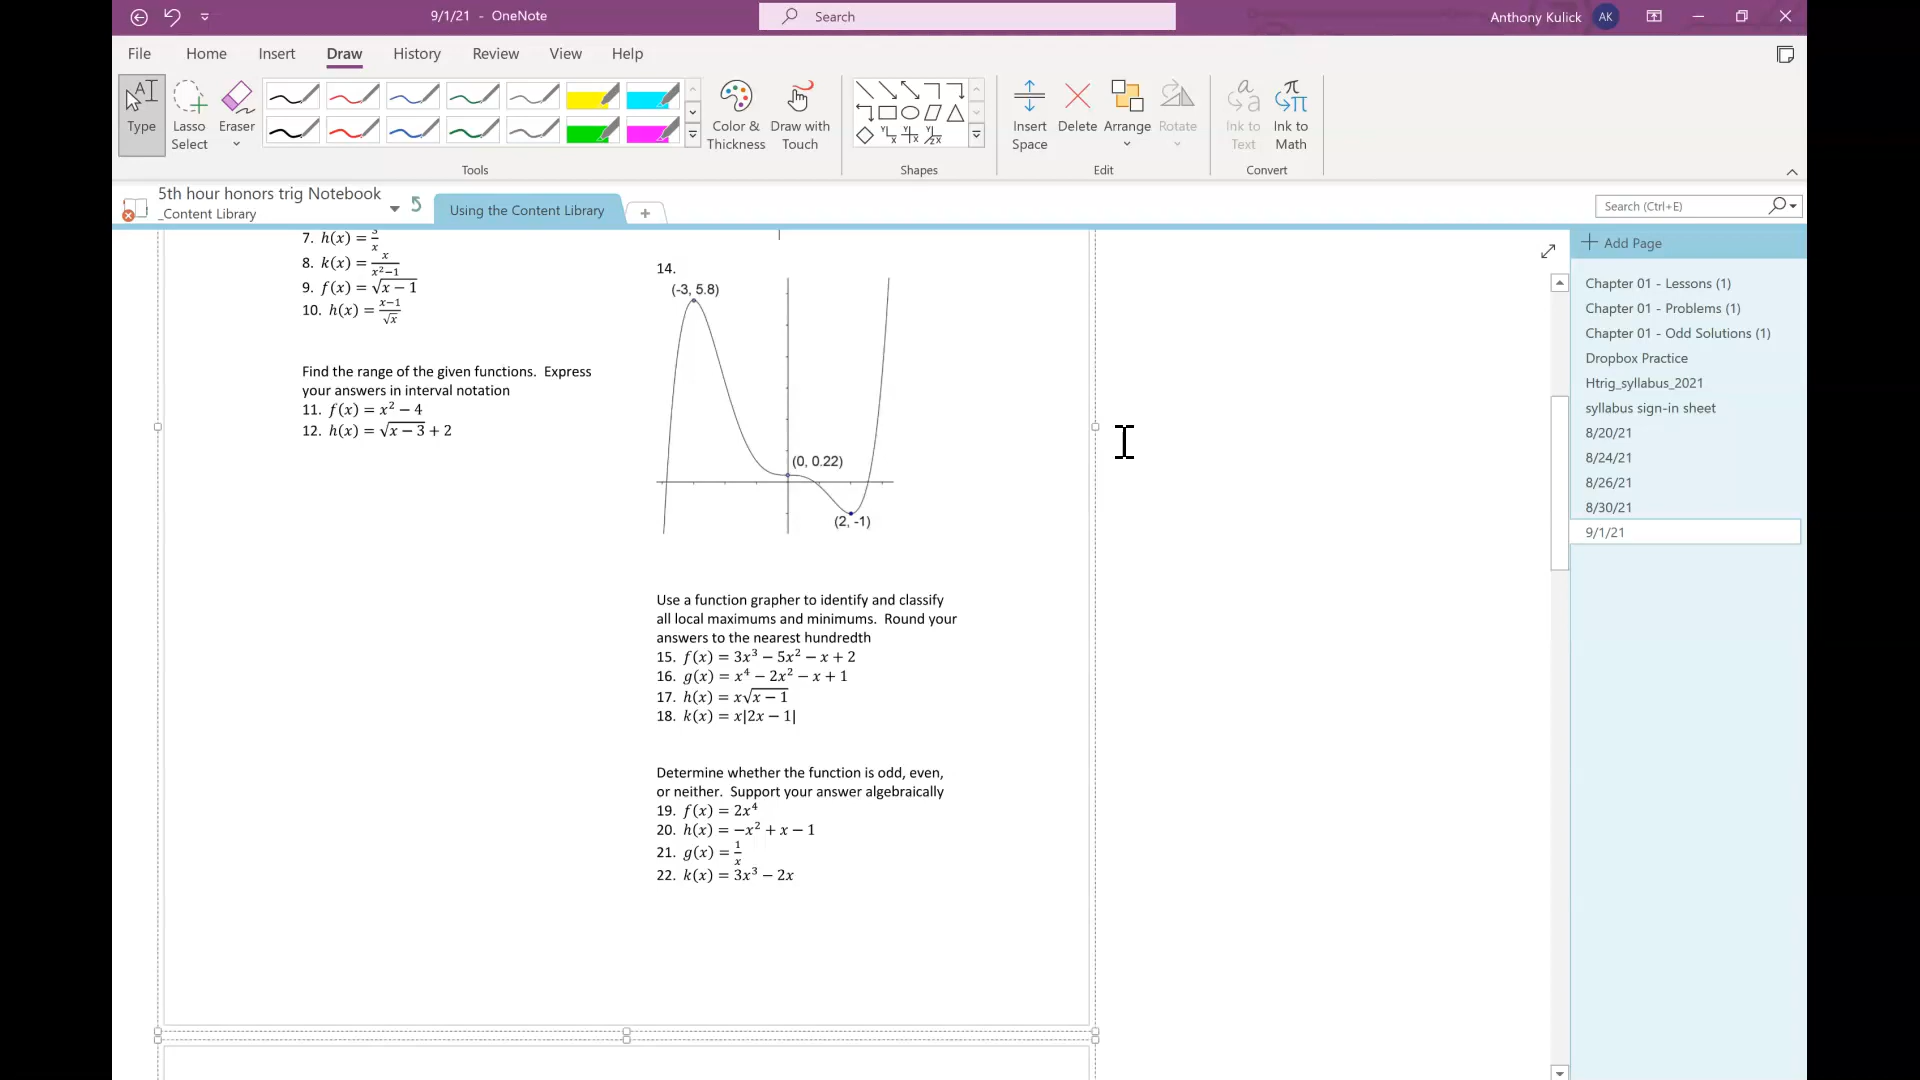 9/1/21 - OneNote
Search
Anthony Kulick
AK
File
Home
Insert
Draw
History
Review
View
Help
Type
Lasso
Select
Eraser
Color &
Thickness
Draw with
Touch
Insert
Space
Delete
Arrange
Rotate
Ink to
Text
Ink to
Math
Tools
Shapes
Edit
Convert
5th hour honors trig Notebook
_Content Library
Using the Content Library
Search (Ctrl+E)
Add Page
Chapter 01 - Lessons (1)
Chapter 01 - Problems (1)
Chapter 01 - Odd Solutions (1)
Dropbox Practice
Htrig_syllabus_2021
syllabus sign-in sheet
8/20/21
8/24/21
8/26/21
8/30/21
9/1/21
7. h(x) = 3/x
8. k(x) = x/(x² − 1)
9. f(x) = √(x − 1)
10. h(x) = (x−1)/√x
Find the range of the given functions. Express
your answers in interval notation
11. f(x) = x² − 4
12. h(x) = √(x − 3) + 2
14.
(-3, 5.8)
(0, 0.22)
(2, -1)
Use a function grapher to identify and classify
all local maximums and minimums. Round your
answers to the nearest hundredth
15. f(x) = 3x³ − 5x² − x + 2
16. g(x) = x⁴ − 2x² − x + 1
17. h(x) = x√(x − 1)
18. k(x) = x|2x − 1|
Determine whether the function is odd, even,
or neither. Support your answer algebraically
19. f(x) = 2x⁴
20. h(x) = −x² + x − 1
21. g(x) = 1/x
22. k(x) = 3x³ − 2x